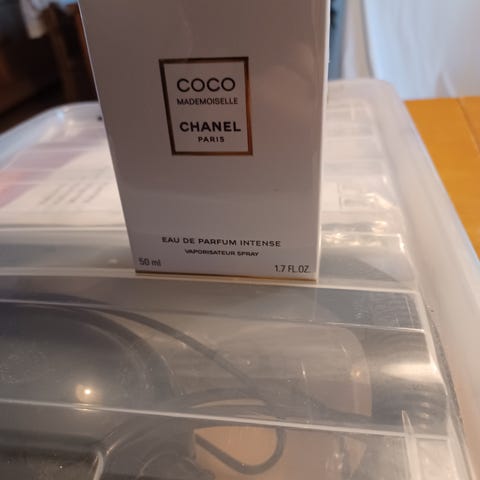 COCO
MADEMOISELLE
CHANEL
PARIS
EAU DE PARFUM INTENSE
VAPORISATEUR SPRAY
50 ml 1.7 FL.OZ.